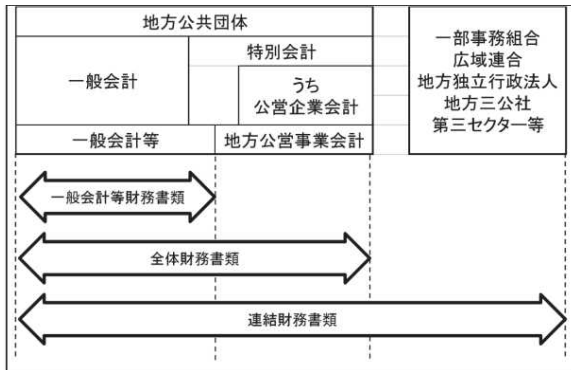 地方公共団体
一般会計
特別会計
うち
公営企業会計
一般会計等
地方公営事業会計
一部事務組合
広域連合
地方独立行政法人
地方三公社
第三セクター等
一般会計等財務書類
全体財務書類
連結財務書類